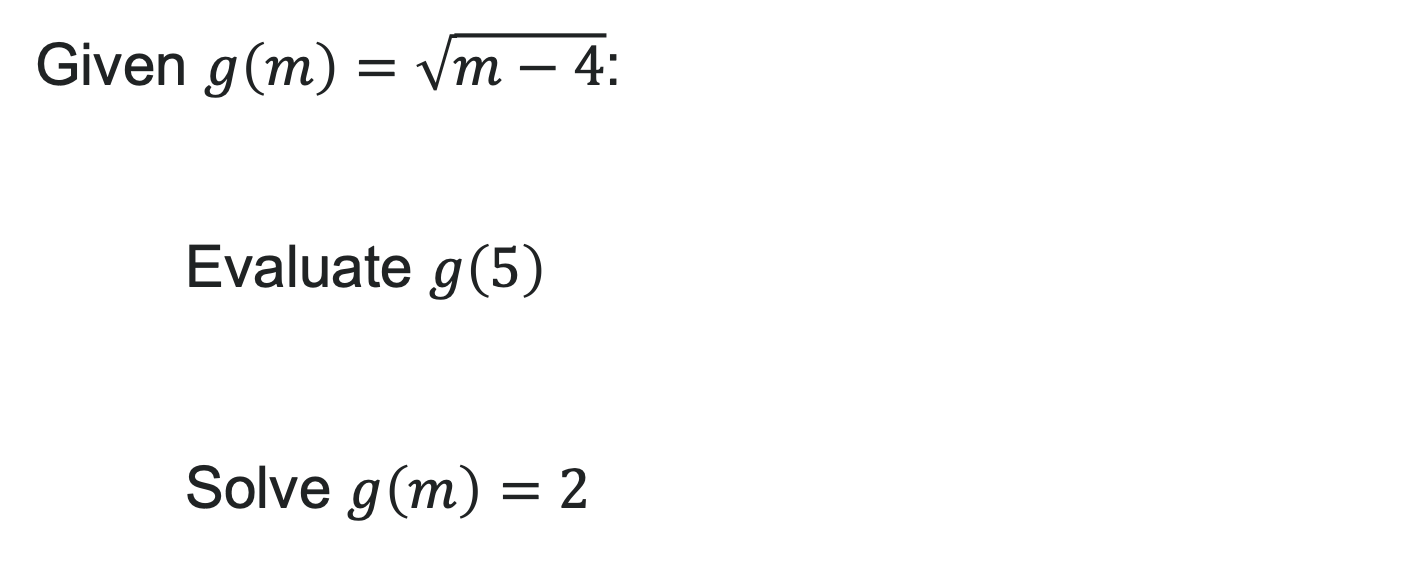 Given g(m) = √m − 4:
Evaluate g(5)
Solve g(m) = 2